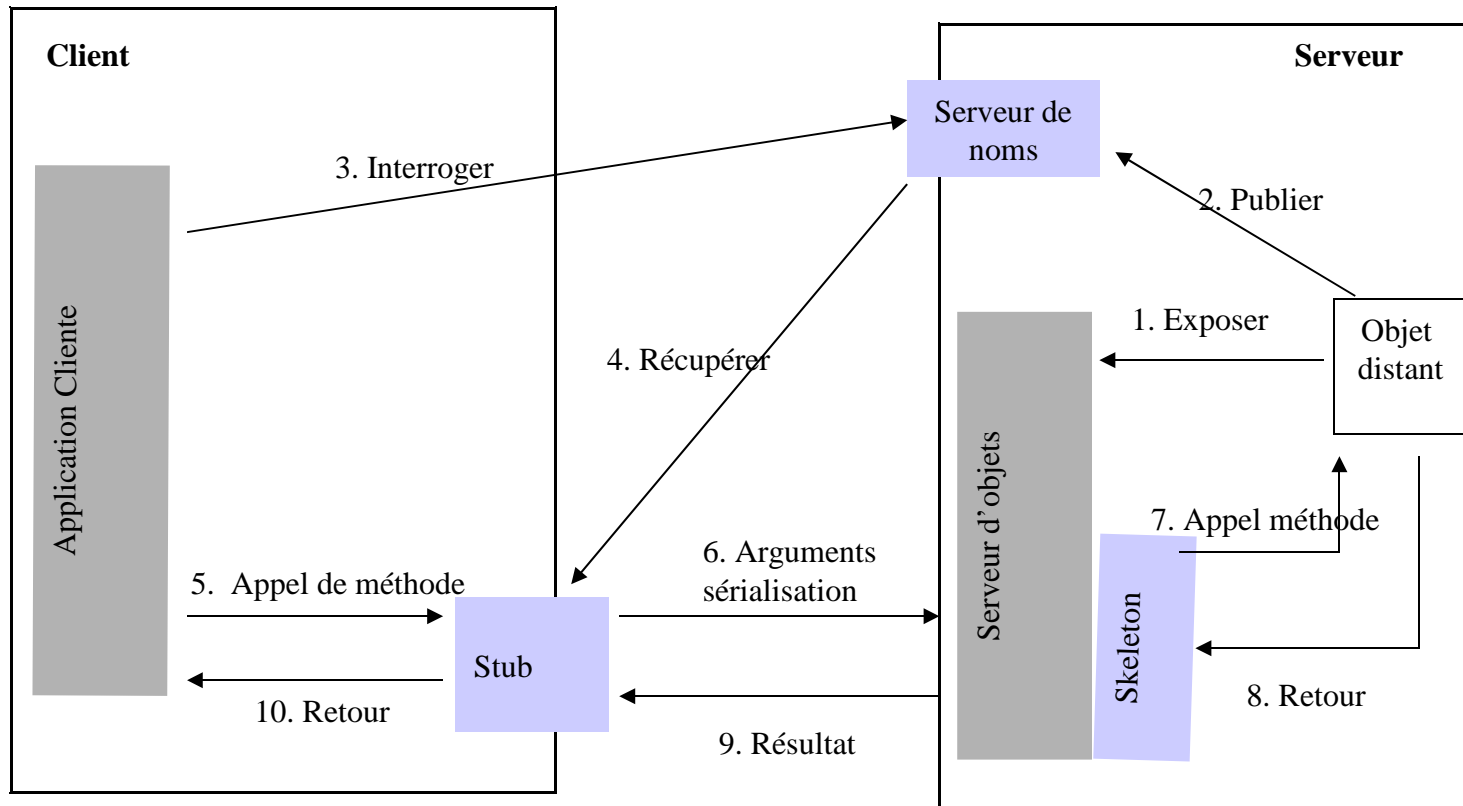 Client
Serveur
Serveur de
noms
3. Interroger
2. Publier
1. Exposer
Objet
distant
4. Récupérer
Application Cliente
Serveur d'objets
7. Appel méthode
6. Arguments
sérialisation
5. Appel de méthode
Stub
Skeleton
8. Retour
10. Retour
9. Résultat